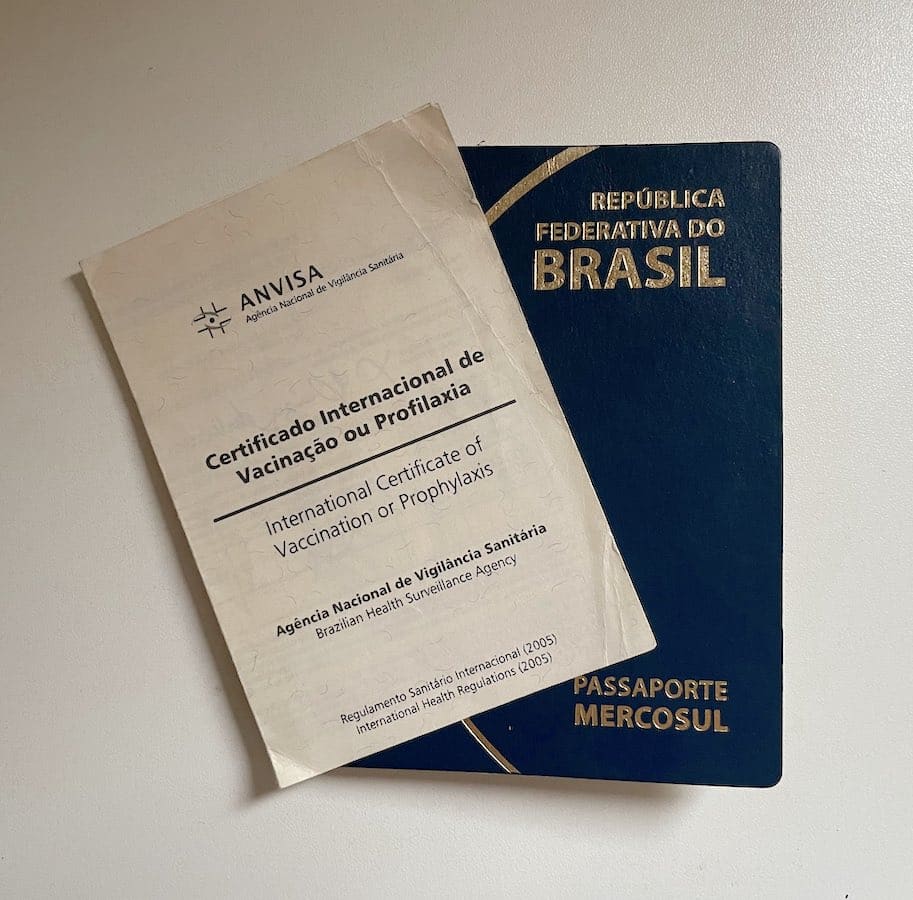 ANVISA
Agência Nacional de Vigilância Sanitária
Certificado Internacional de
Vacinação ou Profilaxia
International Certificate of
Vaccination or Prophylaxis
Agência Nacional de Vigilância Sanitária
Brazilian Health Surveillance Agency
Regulamento Sanitário Internacional (2005)
International Health Regulations (2005)
REPÚBLICA
FEDERATIVA DO
BRASIL
PASSAPORTE
MERCOSUL